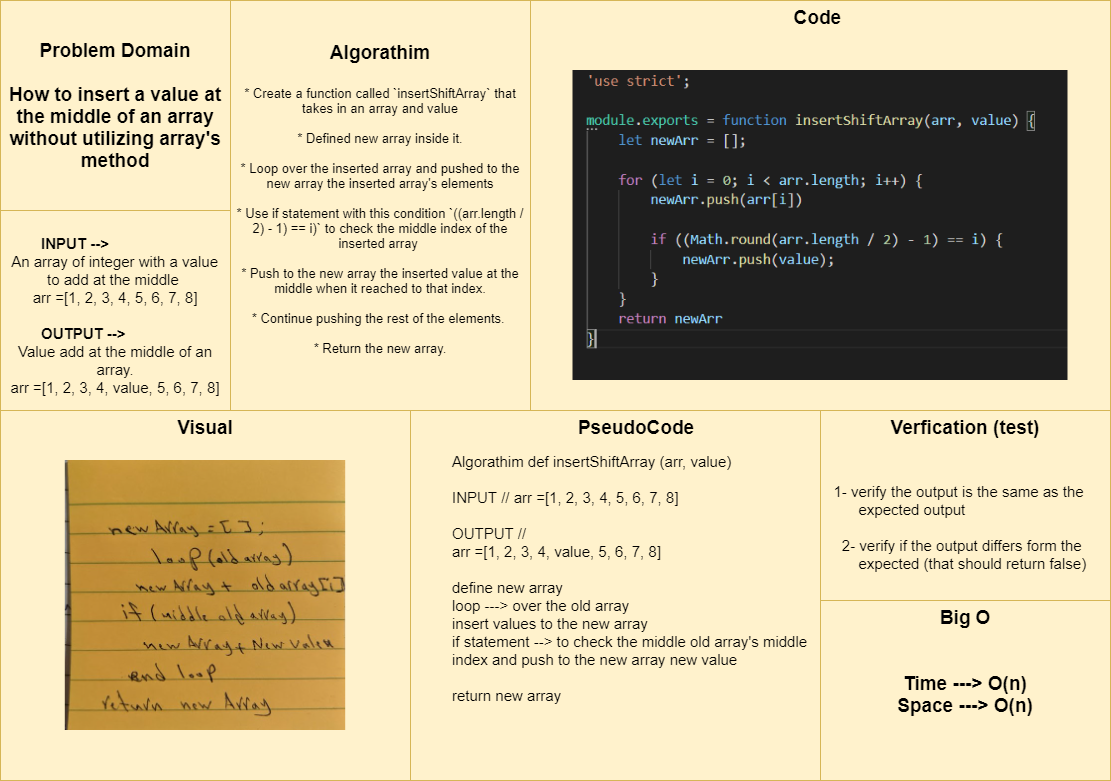 Problem Domain
How to insert a value at
the middle of an array
without utilizing array's
method
INPUT -->
An array of integer with a value
to add at the middle
arr =[1, 2, 3, 4, 5, 6, 7, 8]
OUTPUT -->
Value add at the middle of an
array.
arr =[1, 2, 3, 4, value, 5, 6, 7, 8]
Algorathim
* Create a function called `insertShiftArray` that
takes in an array and value
* Defined new array inside it.
* Loop over the inserted array and pushed to the
new array the inserted array's elements
* Use if statement with this condition `((arr.length /
2) - 1) == i)` to check the middle index of the
inserted array
* Push to the new array the inserted value at the
middle when it reached to that index.
* Continue pushing the rest of the elements.
* Return the new array.
Code
'use strict';
module.exports = function insertShiftArray(arr, value) {
let newArr = [];
for (let i = 0; i < arr.length; i++) {
newArr.push(arr[i])
if ((Math.round(arr.length / 2) - 1) == i) {
newArr.push(value);
}
}
return newArr
}
Visual
new Array = [ ];
loop (old array)
new Array + old array[i]
if (middle old array)
new Array + New Valeu
end loop
return new Array
PseudoCode
Algorathim def insertShiftArray (arr, value)
INPUT // arr =[1, 2, 3, 4, 5, 6, 7, 8]
OUTPUT //
arr =[1, 2, 3, 4, value, 5, 6, 7, 8]
define new array
loop ---> over the old array
insert values to the new array
if statement --> to check the middle old array's middle
index and push to the new array new value
return new array
Verfication (test)
1- verify the output is the same as the
expected output
2- verify if the output differs form the
expected (that should return false)
Big O
Time ---> O(n)
Space ---> O(n)